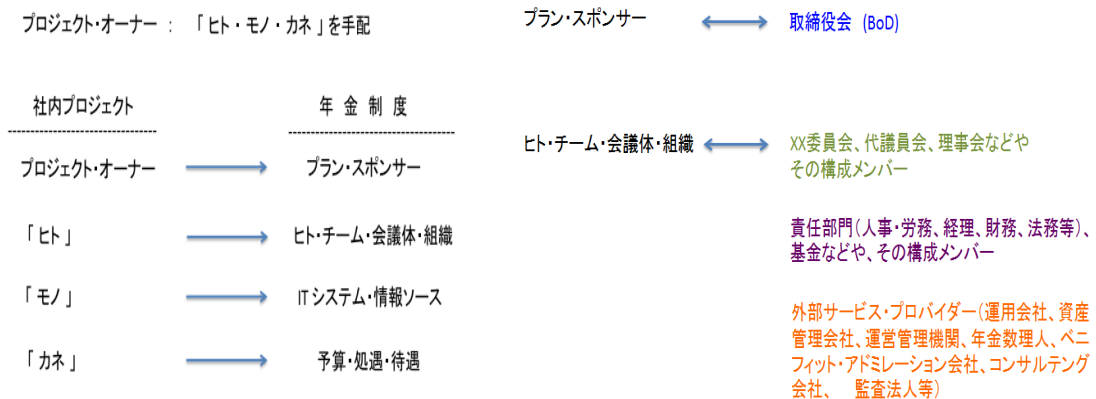 プロジェクト・オーナー ： 「ヒト・モノ・カネ」を手配
社内プロジェクト
年 金 制 度
プロジェクト・オーナー
プラン・スポンサー
「 ヒト 」
ヒト・チーム・会議体・組織
「 モノ 」
ITシステム・情報ソース
「 カネ 」
予算・処遇・待遇
プラン・スポンサー
取締役会 (BoD)
ヒト・チーム・会議体・組織
XX委員会、代議員会、理事会などや
その構成メンバー
責任部門（人事・労務、経理、財務、法務等）、
基金などや、その構成メンバー
外部サービス・プロバイダー（運用会社、資産
管理会社、運営管理機関、年金数理人、ベニ
フィット・アドミレーション会社、コンサルテング
会社、 監査法人等）